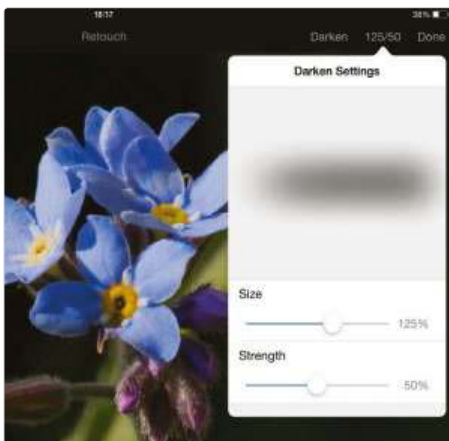 18:17 38%
Retouch Darken 125/50 Done
Darken Settings
Size
125%
Strength
50%